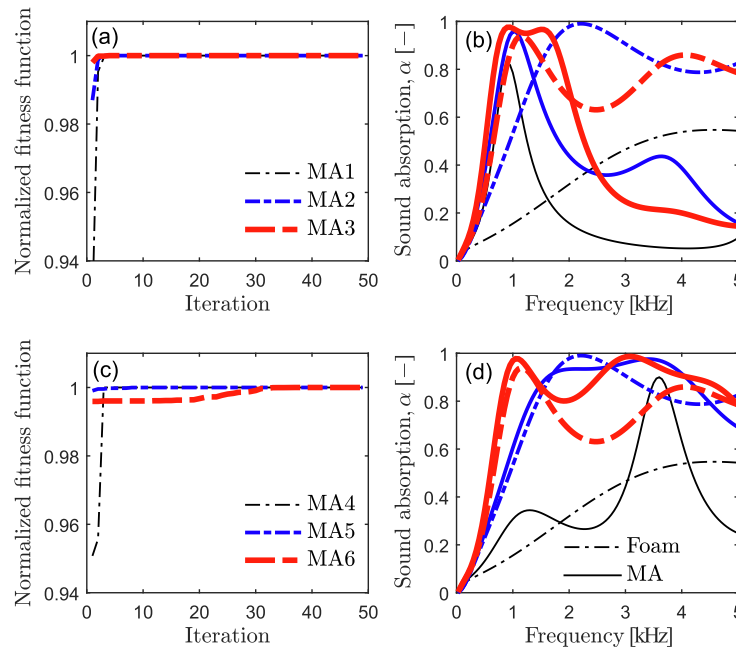 (a)
Normalized fitness function
1
0.98
0.96
0.94
0 10 20 30 40 50
Iteration
MA1
MA2
MA3
(b)
Sound absorption, α [−]
1
0.8
0.6
0.4
0.2
0
0 1 2 3 4 5
Frequency [kHz]
(c)
Normalized fitness function
1
0.98
0.96
0.94
0 10 20 30 40 50
Iteration
MA4
MA5
MA6
(d)
Sound absorption, α [−]
1
0.8
0.6
0.4
0.2
0
0 1 2 3 4 5
Frequency [kHz]
Foam
MA